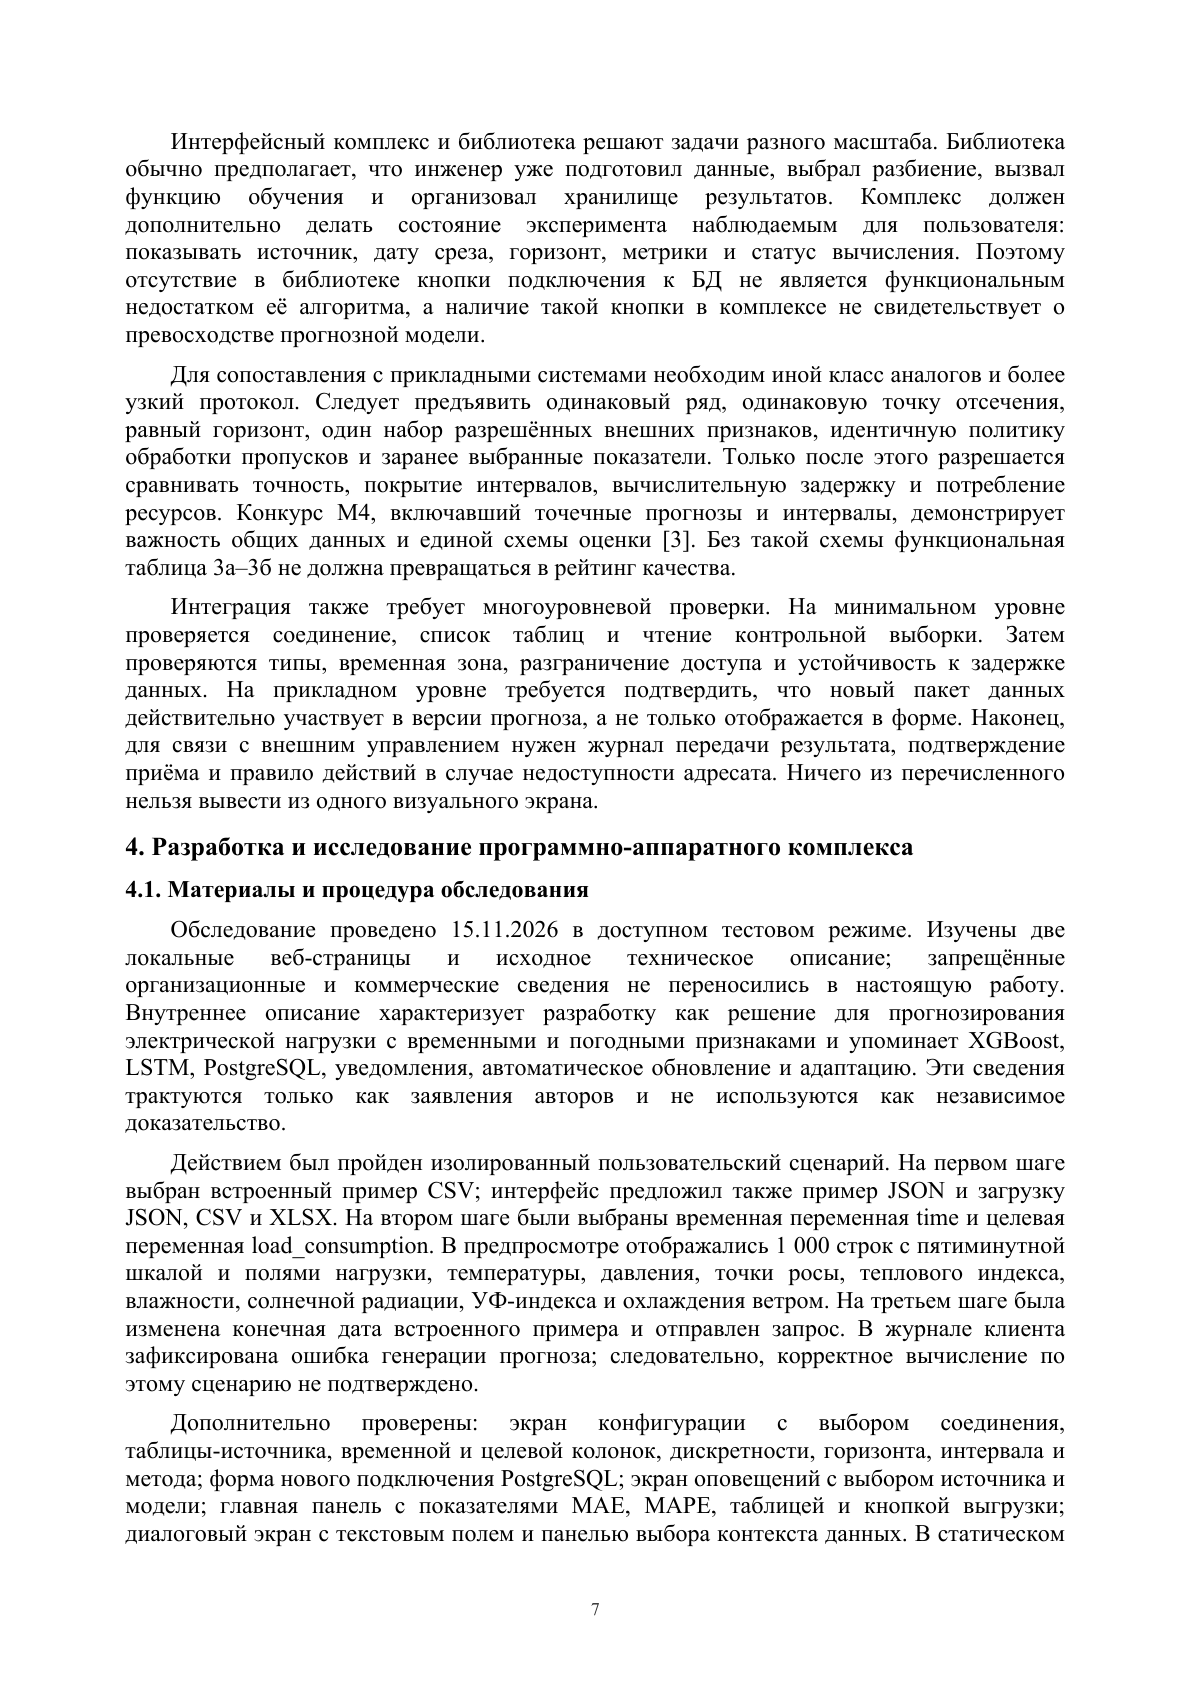 Интерфейсный комплекс и библиотека решают задачи разного масштаба. Библиотека
обычно предполагает, что инженер уже подготовил данные, выбрал разбиение, вызвал
функцию обучения и организовал хранилище результатов. Комплекс должен
дополнительно делать состояние эксперимента наблюдаемым для пользователя:
показывать источник, дату среза, горизонт, метрики и статус вычисления. Поэтому
отсутствие в библиотеке кнопки подключения к БД не является функциональным
недостатком её алгоритма, а наличие такой кнопки в комплексе не свидетельствует о
превосходстве прогнозной модели.
Для сопоставления с прикладными системами необходим иной класс аналогов и более
узкий протокол. Следует предъявить одинаковый ряд, одинаковую точку отсечения,
равный горизонт, один набор разрешённых внешних признаков, идентичную политику
обработки пропусков и заранее выбранные показатели. Только после этого разрешается
сравнивать точность, покрытие интервалов, вычислительную задержку и потребление
ресурсов. Конкурс М4, включавший точечные прогнозы и интервалы, демонстрирует
важность общих данных и единой схемы оценки [3]. Без такой схемы функциональная
таблица 3а–3б не должна превращаться в рейтинг качества.
Интеграция также требует многоуровневой проверки. На минимальном уровне
проверяется соединение, список таблиц и чтение контрольной выборки. Затем
проверяются типы, временная зона, разграничение доступа и устойчивость к задержке
данных. На прикладном уровне требуется подтвердить, что новый пакет данных
действительно участвует в версии прогноза, а не только отображается в форме. Наконец,
для связи с внешним управлением нужен журнал передачи результата, подтверждение
приёма и правило действий в случае недоступности адресата. Ничего из перечисленного
нельзя вывести из одного визуального экрана.
4. Разработка и исследование программно-аппаратного комплекса
4.1. Материалы и процедура обследования
Обследование проведено 15.11.2026 в доступном тестовом режиме. Изучены две
локальные веб-страницы и исходное техническое описание; запрещённые
организационные и коммерческие сведения не переносились в настоящую работу.
Внутреннее описание характеризует разработку как решение для прогнозирования
электрической нагрузки с временными и погодными признаками и упоминает XGBoost,
LSTM, PostgreSQL, уведомления, автоматическое обновление и адаптацию. Эти сведения
трактуются только как заявления авторов и не используются как независимое
доказательство.
Действием был пройден изолированный пользовательский сценарий. На первом шаге
выбран встроенный пример CSV; интерфейс предложил также пример JSON и загрузку
JSON, CSV и XLSX. На втором шаге были выбраны временная переменная time и целевая
переменная load_consumption. В предпросмотре отображались 1 000 строк с пятиминутной
шкалой и полями нагрузки, температуры, давления, точки росы, теплового индекса,
влажности, солнечной радиации, УФ-индекса и охлаждения ветром. На третьем шаге была
изменена конечная дата встроенного примера и отправлен запрос. В журнале клиента
зафиксирована ошибка генерации прогноза; следовательно, корректное вычисление по
этому сценарию не подтверждено.
Дополнительно проверены: экран конфигурации с выбором соединения,
таблицы-источника, временной и целевой колонок, дискретности, горизонта, интервала и
метода; форма нового подключения PostgreSQL; экран оповещений с выбором источника и
модели; главная панель с показателями MAE, MAPE, таблицей и кнопкой выгрузки;
диалоговый экран с текстовым полем и панелью выбора контекста данных. В статическом
7